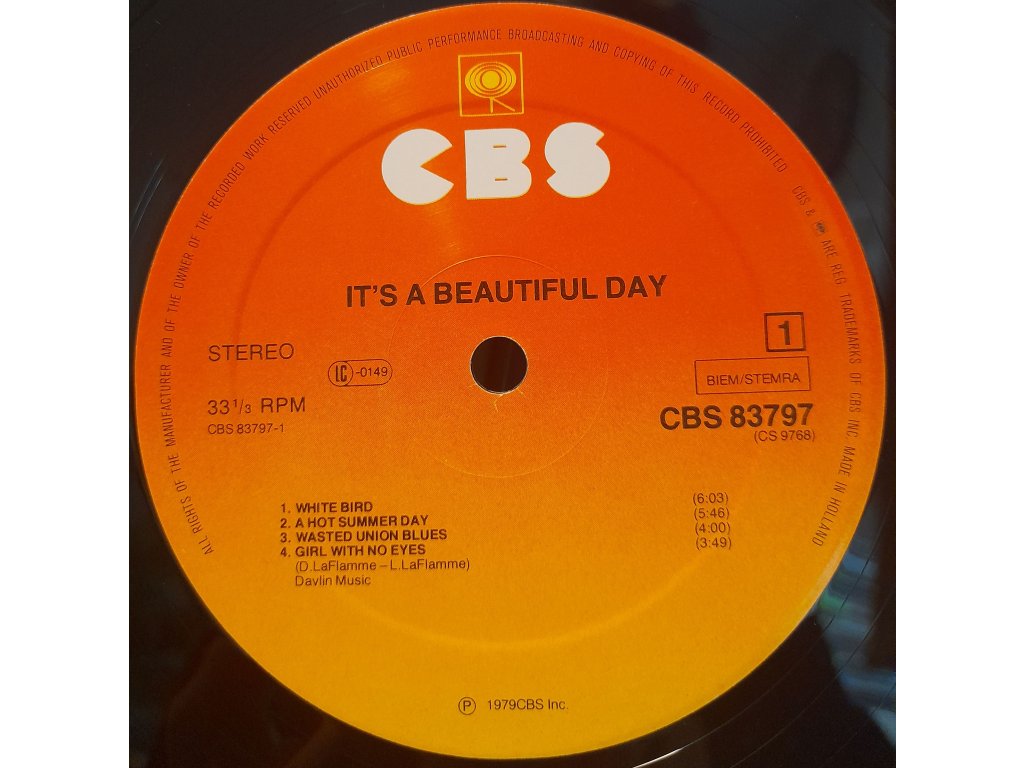 ALL RIGHTS OF THE MANUFACTURER AND OF THE OWNER OF THE RECORDED WORK RESERVED UNAUTHORIZED PUBLIC PERFORMANCE BROADCASTING AND COPYING OF THIS RECORD PROHIBITED CBS & ARE REG. TRADEMARKS OF CBS INC. MADE IN HOLLAND
CBS
IT'S A BEAUTIFUL DAY
STEREO
LC -0149
1
BIEM/STEMRA
33 1/3 RPM
CBS 83797-1
CBS 83797
(CS 9768)
1. WHITE BIRD (6:03)
2. A HOT SUMMER DAY (5:46)
3. WASTED UNION BLUES (4:00)
4. GIRL WITH NO EYES (3:49)
(D.LaFlamme – L.LaFlamme)
Davlin Music
Ⓟ 1979CBS Inc.